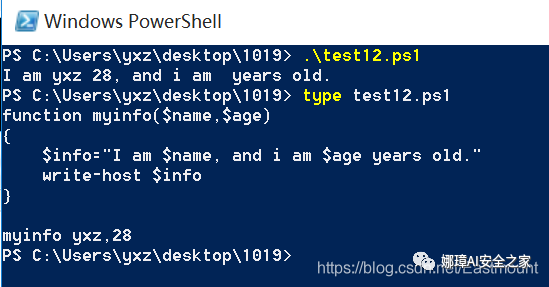 Windows PowerShell
PS C:\Users\yxz\desktop\1019> .\test12.ps1
I am yxz 28, and i am  years old.
PS C:\Users\yxz\desktop\1019> type test12.ps1
function myinfo($name,$age)
{
    $info="I am $name, and i am $age years old."
    write-host $info
}

myinfo yxz,28
PS C:\Users\yxz\desktop\1019>
https://blog.csdn.net/Eastmount
娜璋AI安全之家